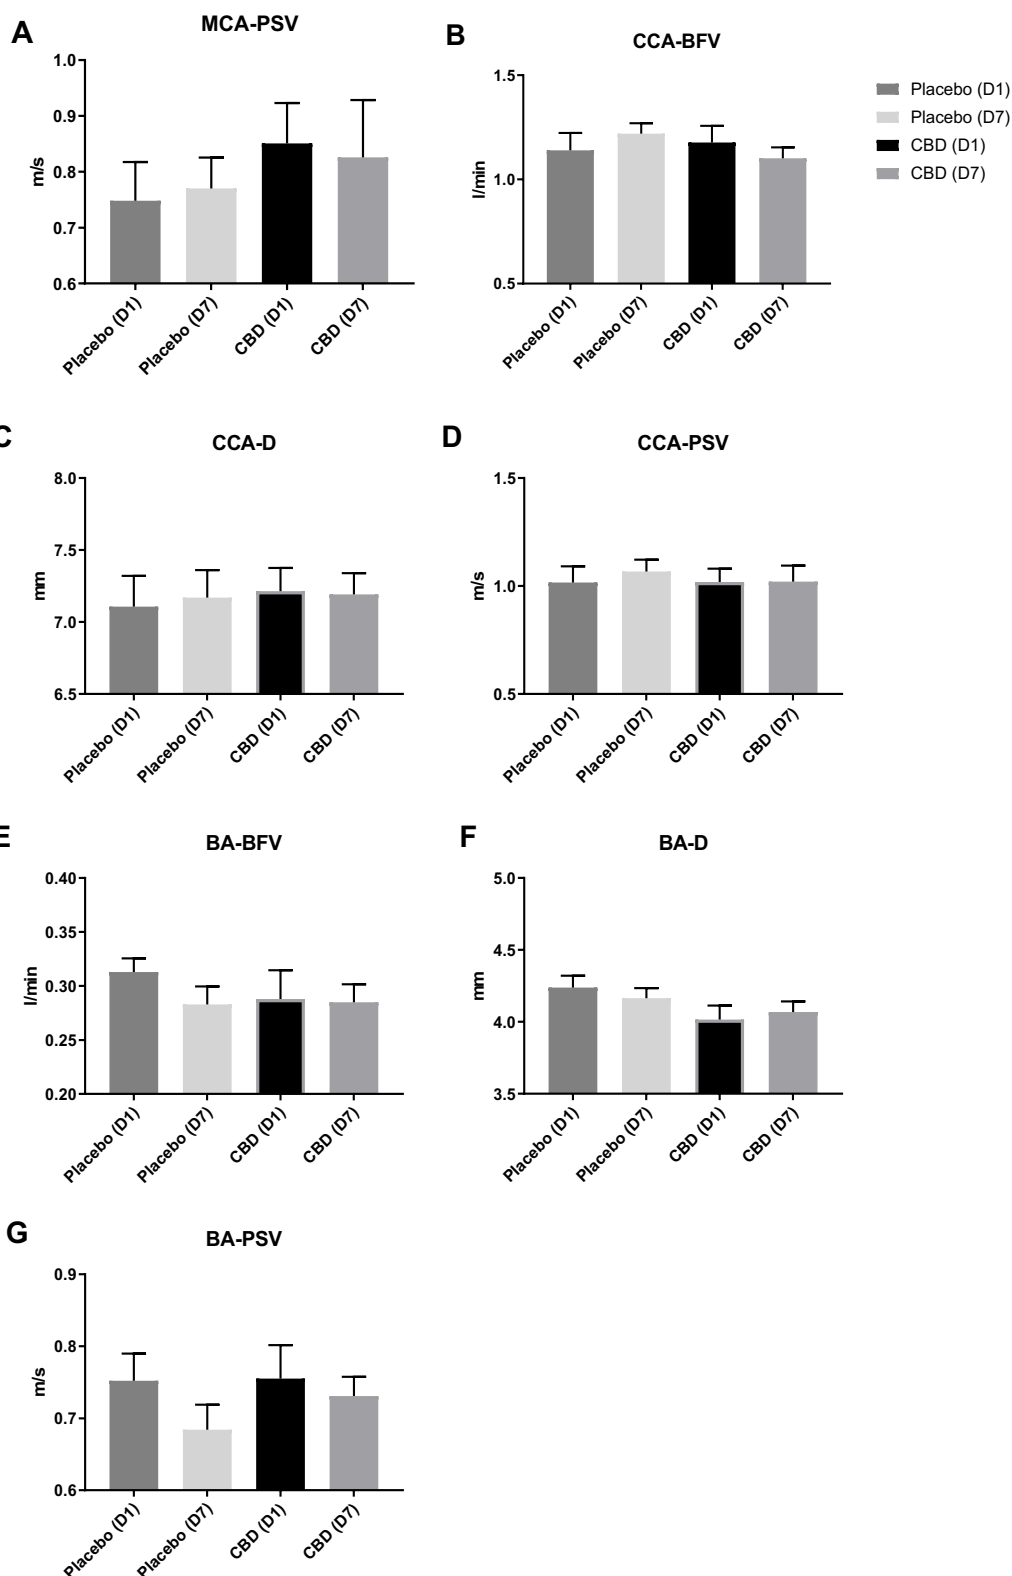 A
MCA-PSV
1.0
0.9
0.8
0.7
0.6
m/s
Placebo (D1)
Placebo (D7)
CBD (D1)
CBD (D7)
B
CCA-BFV
1.5
1.0
0.5
l/min
Placebo (D1)
Placebo (D7)
CBD (D1)
CBD (D7)
Placebo (D1)
Placebo (D7)
CBD (D1)
CBD (D7)
C
CCA-D
8.0
7.5
7.0
6.5
mm
Placebo (D1)
Placebo (D7)
CBD (D1)
CBD (D7)
D
CCA-PSV
1.5
1.0
0.5
m/s
Placebo (D1)
Placebo (D7)
CBD (D1)
CBD (D7)
E
BA-BFV
0.40
0.35
0.30
0.25
0.20
l/min
Placebo (D1)
Placebo (D7)
CBD (D1)
CBD (D7)
F
BA-D
5.0
4.5
4.0
3.5
mm
Placebo (D1)
Placebo (D7)
CBD (D1)
CBD (D7)
G
BA-PSV
0.9
0.8
0.7
0.6
m/s
Placebo (D1)
Placebo (D7)
CBD (D1)
CBD (D7)